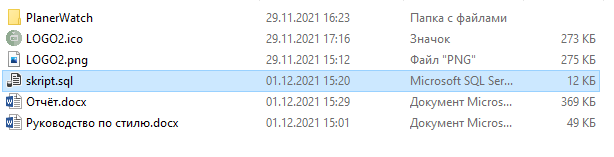 PlanerWatch 29.11.2021 16:23 Папка с файлами
LOGO2.ico 29.11.2021 17:16 Значок 273 КБ
LOGO2.png 29.11.2021 15:12 Файл "PNG" 275 КБ
skript.sql 01.12.2021 15:20 Microsoft SQL Ser... 12 КБ
Отчёт.docx 01.12.2021 15:29 Документ Micros... 369 КБ
Руководство по стилю.docx 01.12.2021 15:01 Документ Micros... 49 КБ